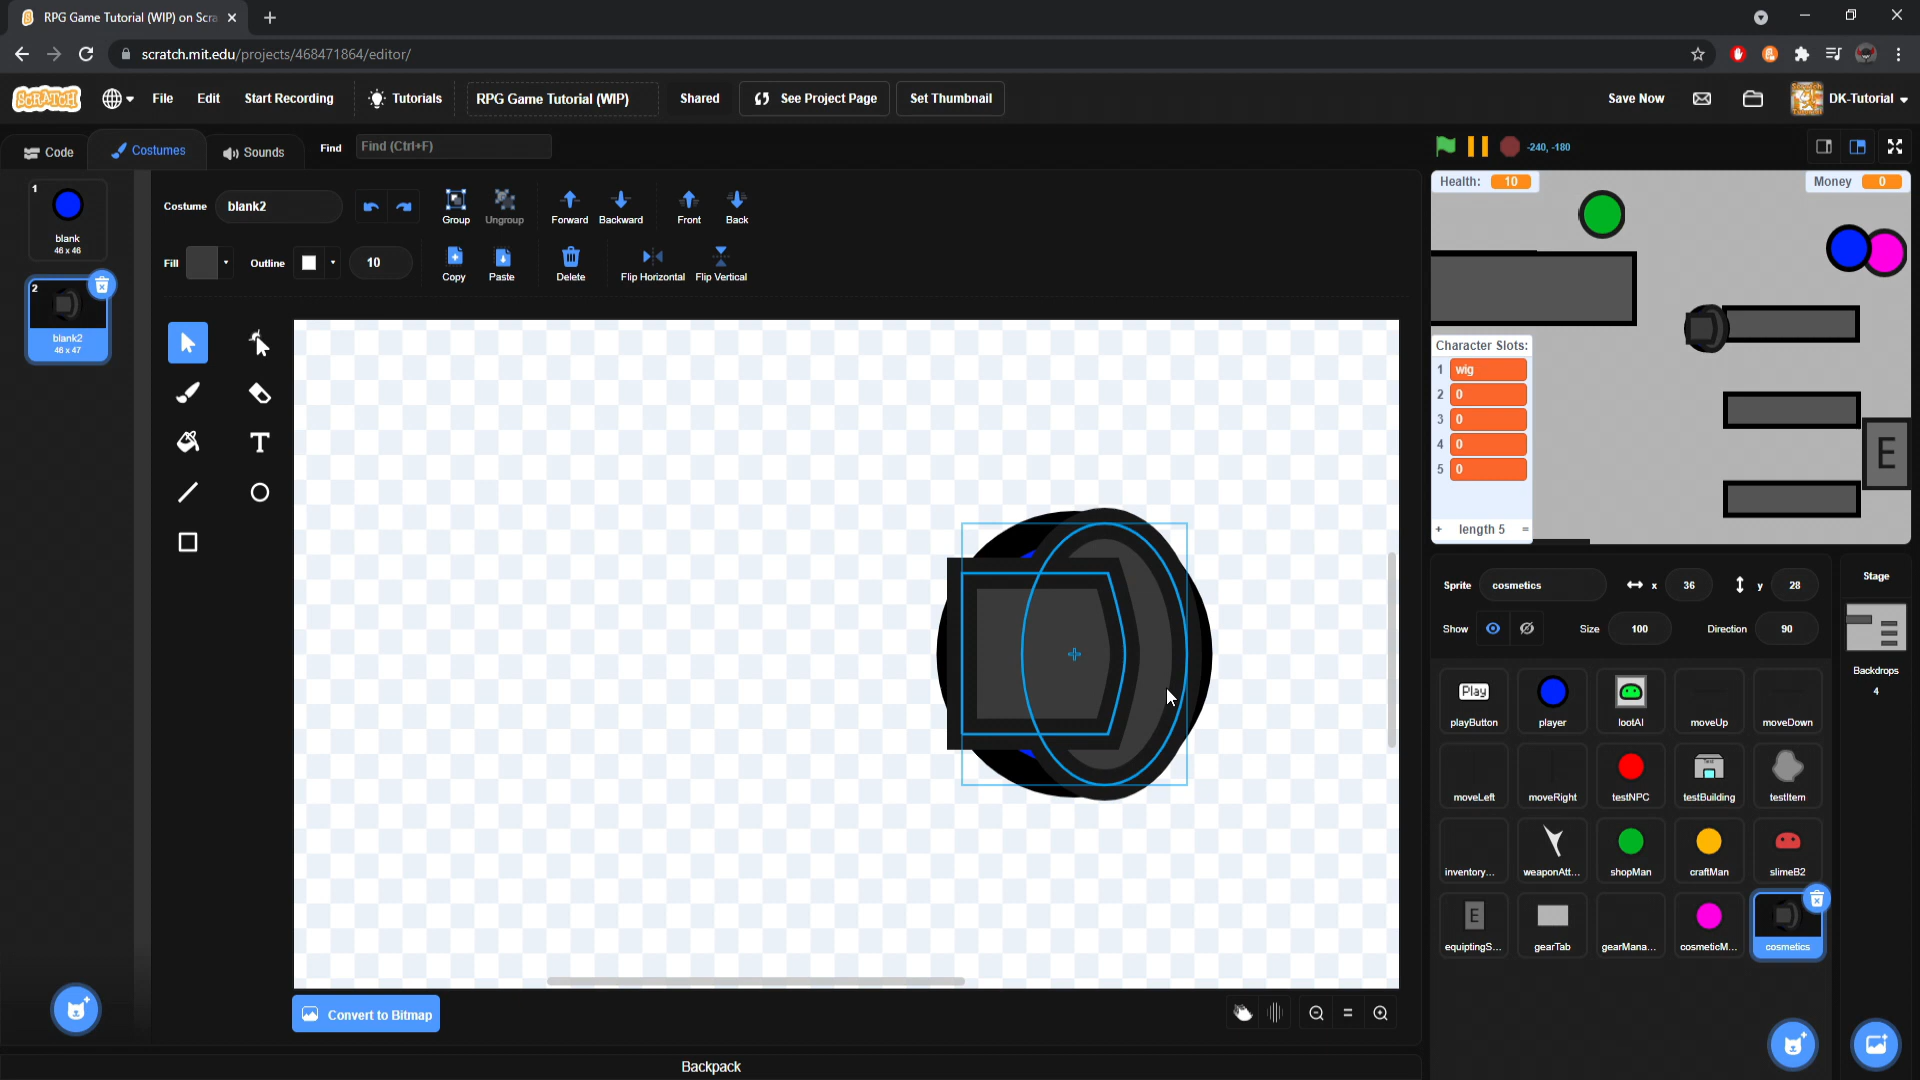 RPG Game Tutorial (WIP) on Scra
scratch.mit.edu/projects/468471864/editor/
SCRATCH
File
Edit
Start Recording
Tutorials
RPG Game Tutorial (WIP)
Shared
See Project Page
Set Thumbnail
Save Now
DK-Tutorial
Code
Costumes
Sounds
Find
Find (Ctrl+F)
-240, -180
1
blank
46 x 46
2
blank2
46 x 47
Costume
blank2
Group
Ungroup
Forward
Backward
Front
Back
Fill
Outline
10
Copy
Paste
Delete
Flip Horizontal
Flip Vertical
T
Convert to Bitmap
Backpack
Health: 10
Money 0
Character Slots:
1 wig
2 0
3 0
4 0
5 0
+ length 5 =
E
Sprite
cosmetics
x
36
y
28
Show
Size
100
Direction
90
Stage
Backdrops
4
Play
playButton
player
lootAI
moveUp
moveDown
moveLeft
moveRight
testNPC
Test
testBuilding
testItem
inventory...
weaponAtt...
shopMan
craftMan
slimeB2
E
equiptingS...
gearTab
gearMana...
cosmeticM...
cosmetics